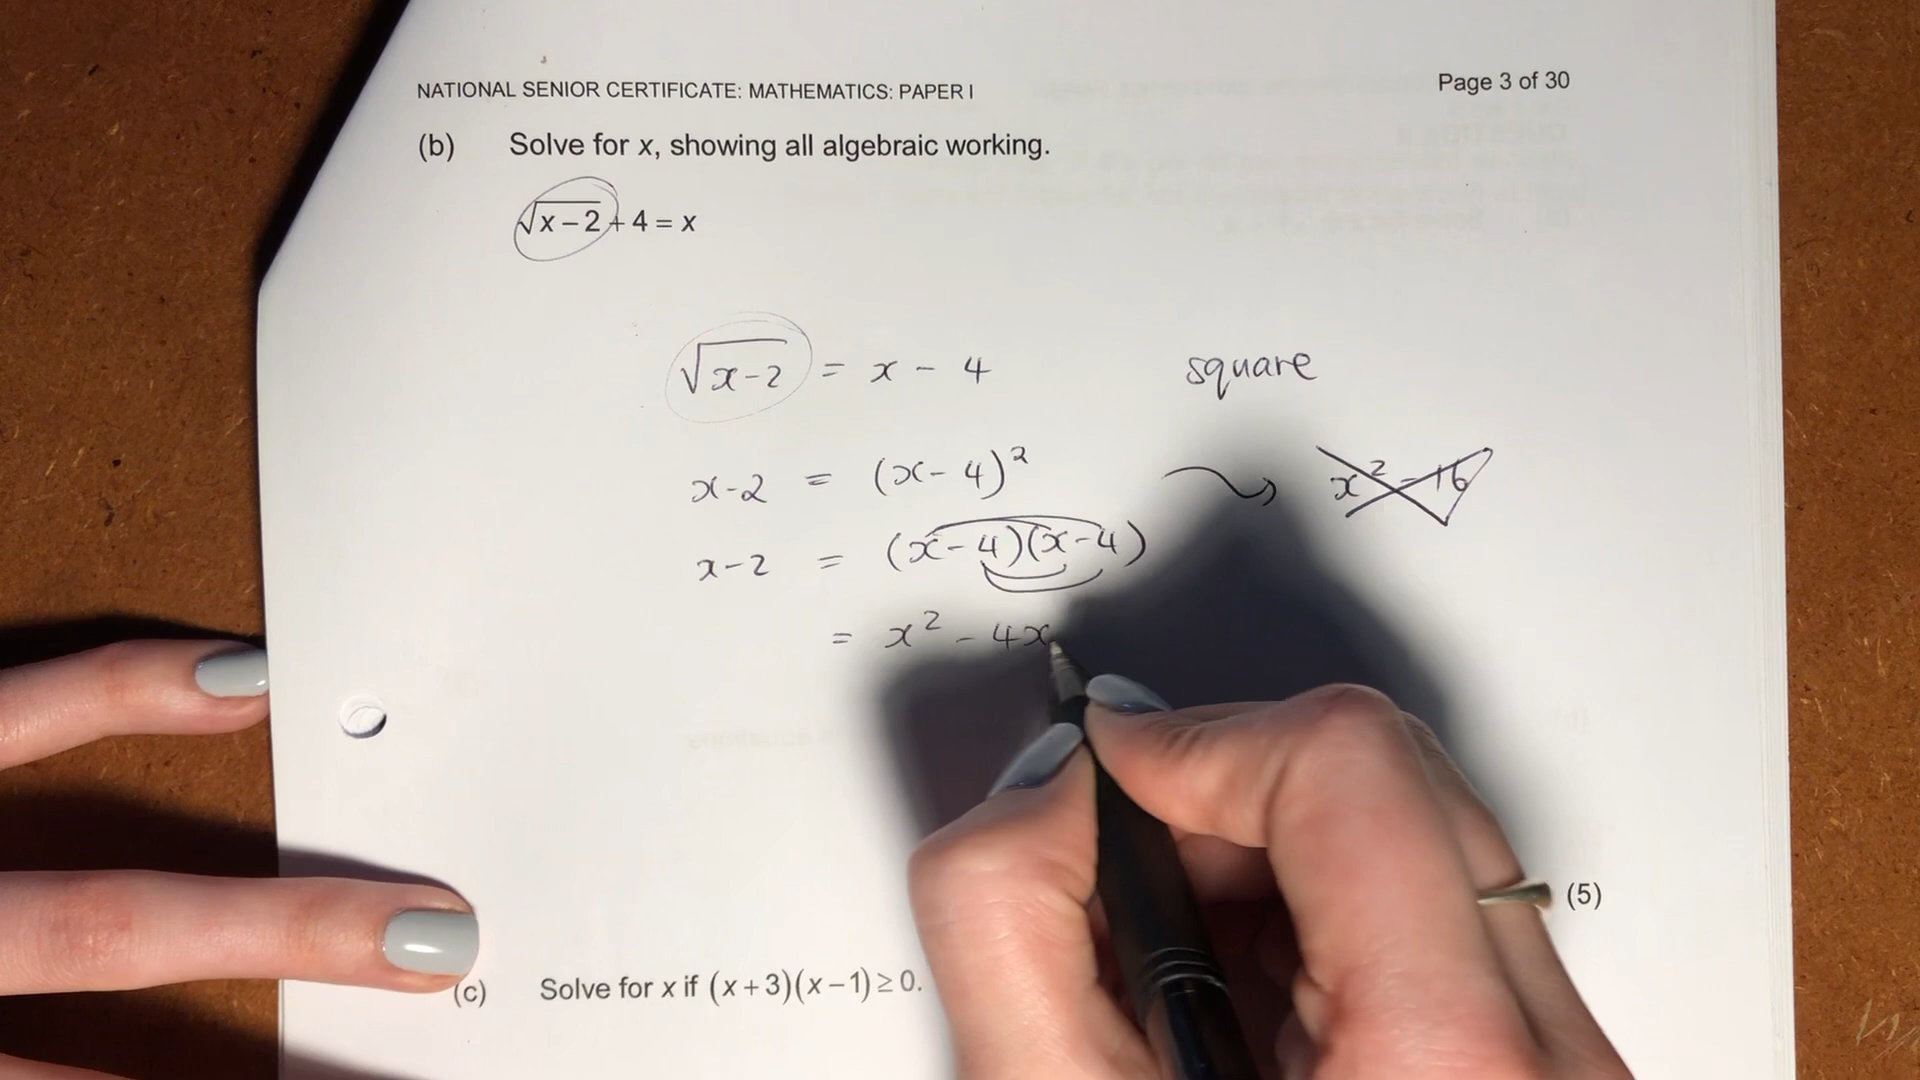 NATIONAL SENIOR CERTIFICATE: MATHEMATICS: PAPER I
Page 3 of 30
(b) Solve for x, showing all algebraic working.
√x−2 + 4 = x
√x-2 = x - 4 square
x-2 = (x-4)² x² - 16
x-2 = (x-4)(x-4)
= x² - 4x
(5)
(c) Solve for x if (x+3)(x−1) ≥ 0.